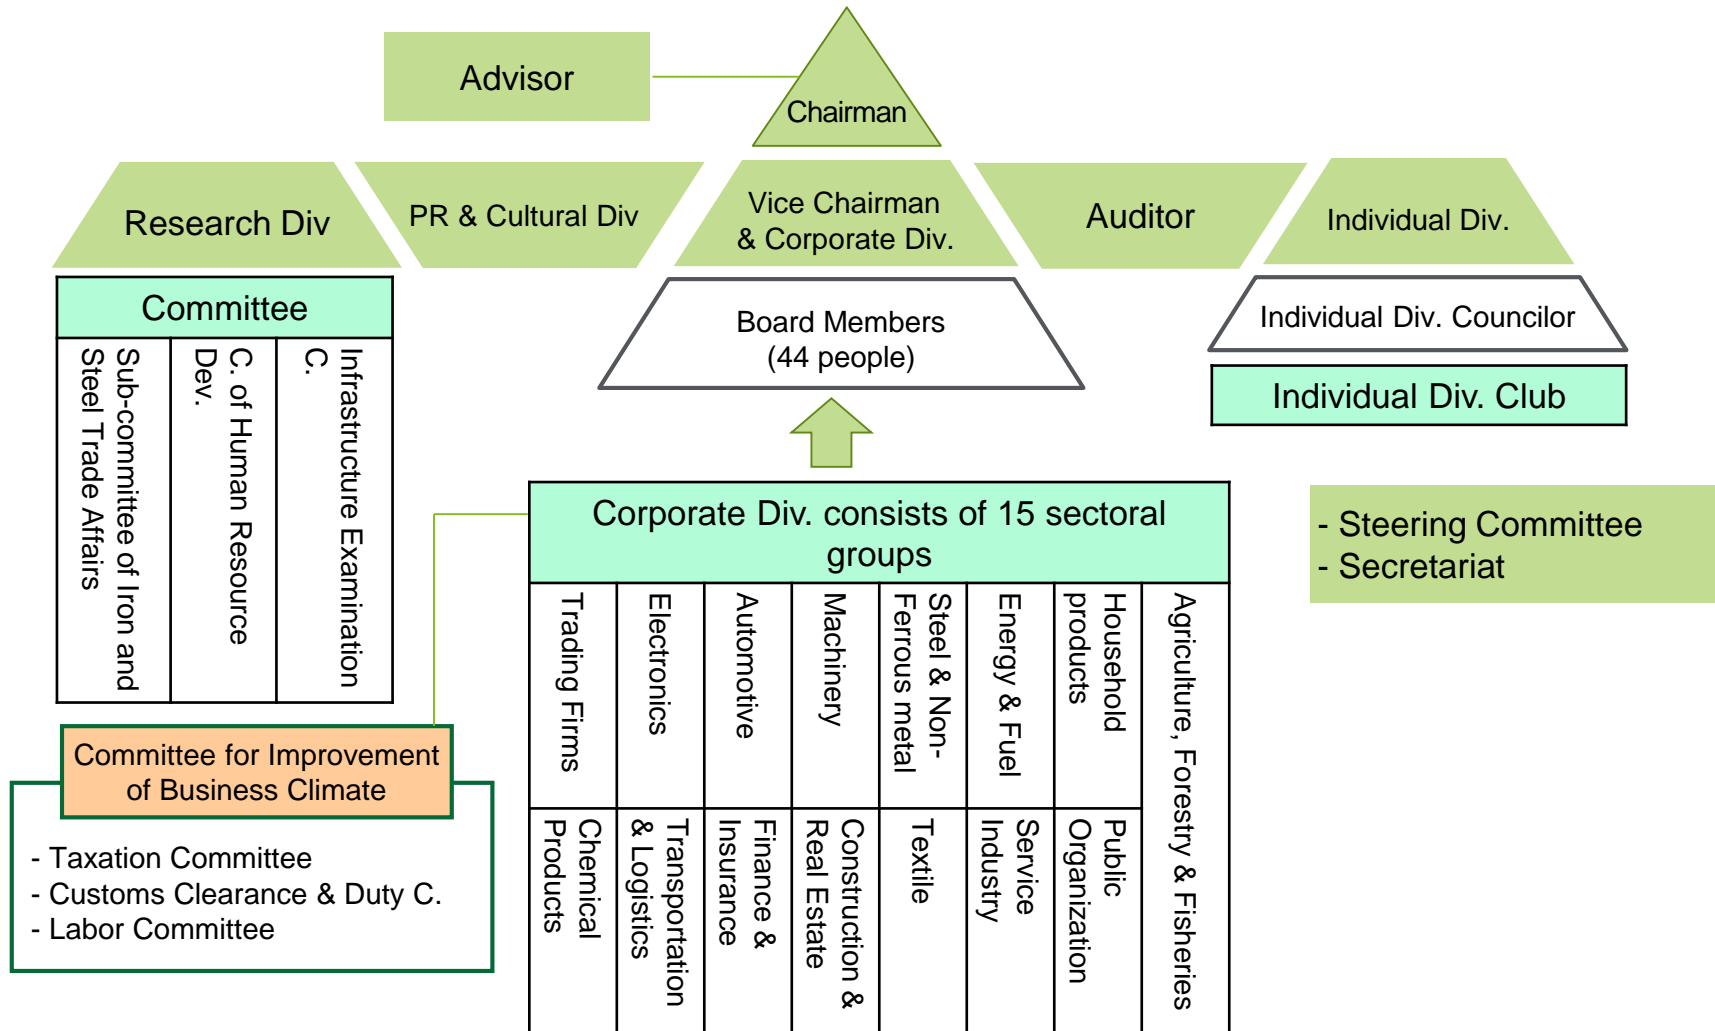 Advisor
Chairman
Research Div
PR & Cultural Div
Vice Chairman
& Corporate Div.
Auditor
Individual Div.
Committee
Sub-committee of Iron and
Steel Trade Affairs
C. of Human Resource
Dev.
Infrastructure Examination
C.
Board Members
(44 people)
Individual Div. Councilor
Individual Div. Club
Corporate Div. consists of 15 sectoral
groups
Trading Firms
Electronics
Automotive
Machinery
Steel & Non-
Ferrous metal
Energy & Fuel
Household
products
Agriculture, Forestry & Fisheries
Chemical
Products
Transportation
& Logistics
Finance &
Insurance
Construction &
Real Estate
Textile
Service
Industry
Public
Organization
- Steering Committee
- Secretariat
Committee for Improvement
of Business Climate
- Taxation Committee
- Customs Clearance & Duty C.
- Labor Committee